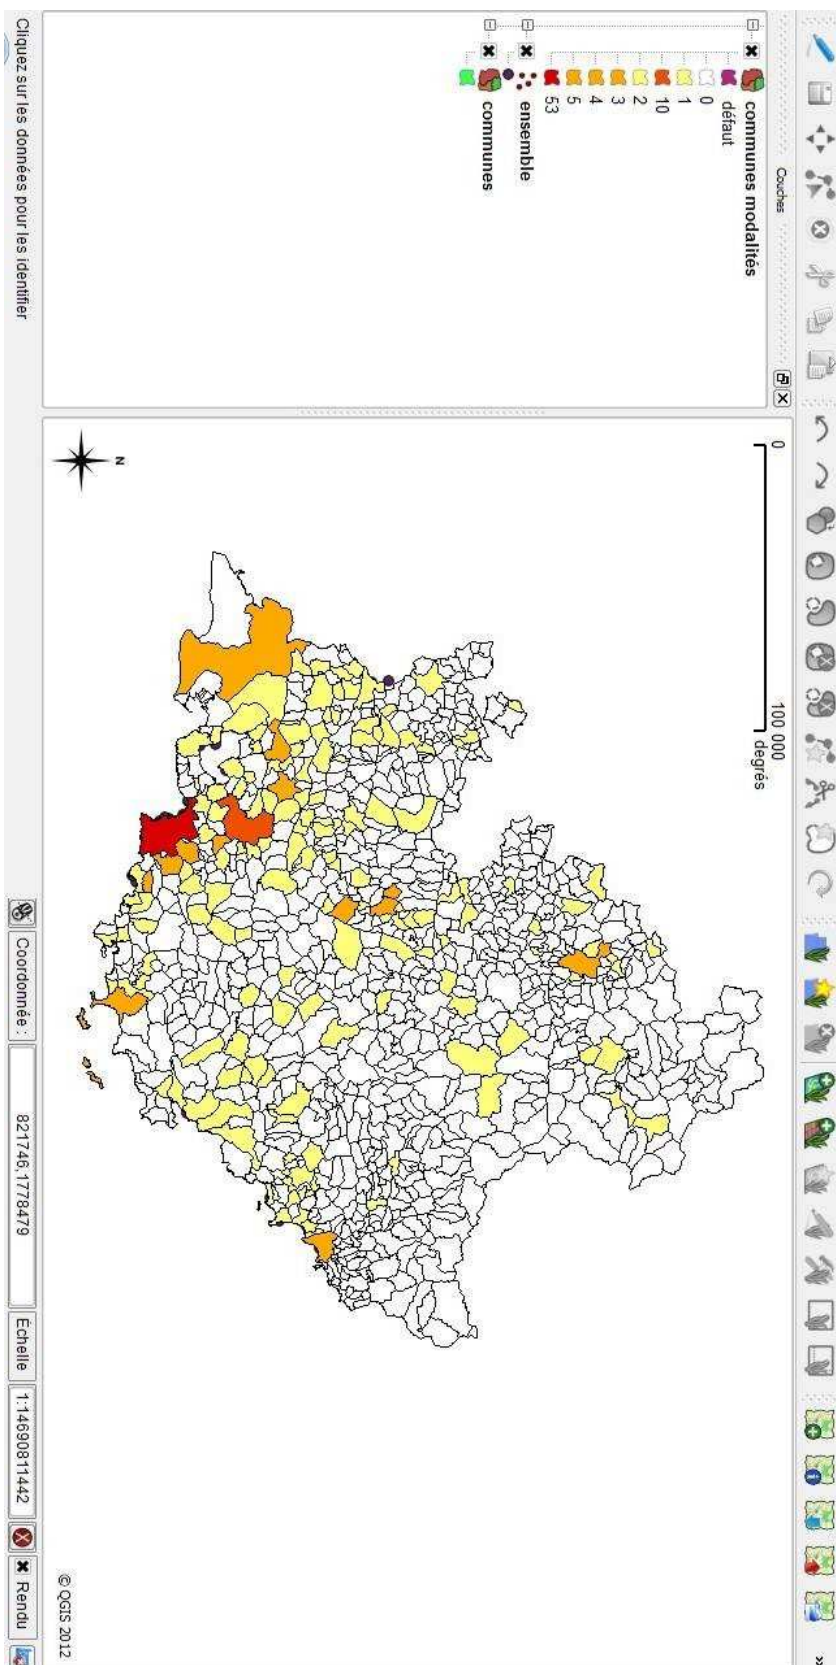 Couches
communes modalités
défaut
0
1
10
2
3
4
5
53
ensemble
communes
0
100 000
degrés
N
© QGIS 2012
Cliquez sur les données pour les identifier
Coordonnée :
821746,1778479
Échelle
1:14690811442
Rendu
»